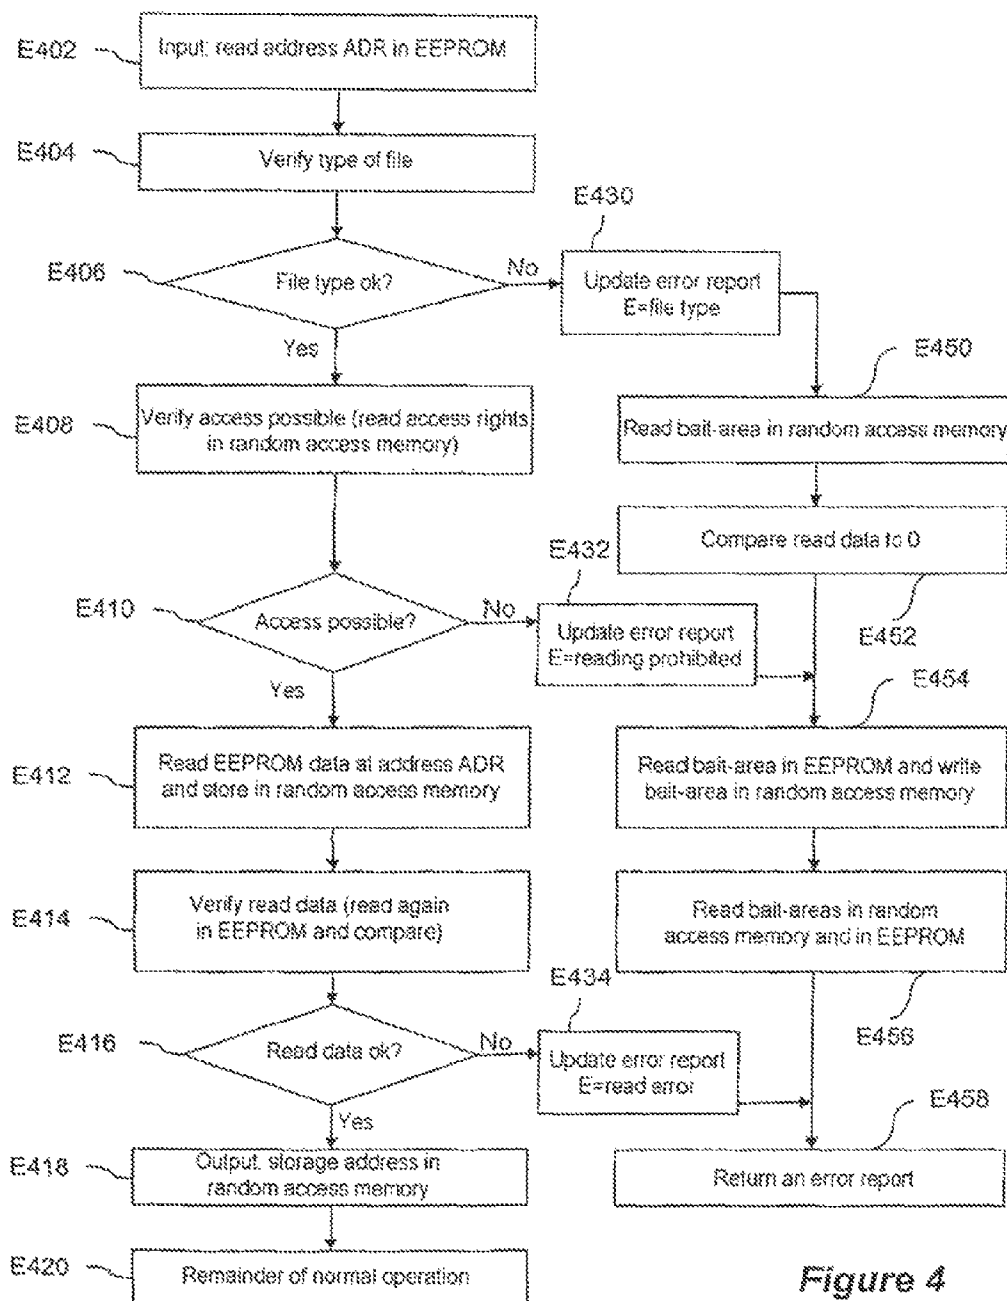 E402
Input: read address ADR in EEPROM
E404
Verify type of file
E406
File type ok?
No
Yes
E430
Update error report
E=file type
E408
Verify access possible (read access rights
in random access memory)
E450
Read bait-area in random access memory
Compare read data to 0
E452
E410
Access possible?
No
Yes
E432
Update error report
E=reading prohibited
E412
Read EEPROM data at address ADR
and store in random access memory
E454
Read bait-area in EEPROM and write
bait-area in random access memory
E414
Verify read data (read again
in EEPROM and compare)
Read bait-areas in random
access memory and in EEPROM
E456
E416
Read data ok?
No
Yes
E434
Update error report
E=read error
E418
Output: storage address in
random access memory
E458
Return an error report
E420
Remainder of normal operation
Figure 4